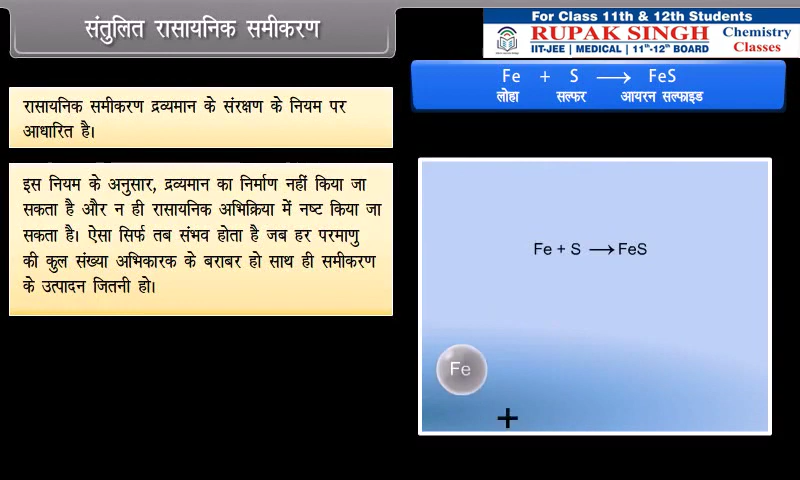 संतुलित रासायनिक समीकरण
For Class 11th & 12th Students
RUPAK SINGH
IIT-JEE | MEDICAL | 11th-12th BOARD
Chemistry
Classes
Fe + S ⟶ FeS
लोहा सल्फर आयरन सल्फाइड
रासायनिक समीकरण द्रव्यमान के संरक्षण के नियम पर
आधारित है।
इस नियम के अनुसार, द्रव्यमान का निर्माण नहीं किया जा
सकता है और न ही रासायनिक अभिक्रिया में नष्ट किया जा
सकता है। ऐसा सिर्फ तब संभव होता है जब हर परमाणु
की कुल संख्या अभिकारक के बराबर हो साथ ही समीकरण
के उत्पादन जितनी हो।
Fe + S ⟶ FeS
Fe
+